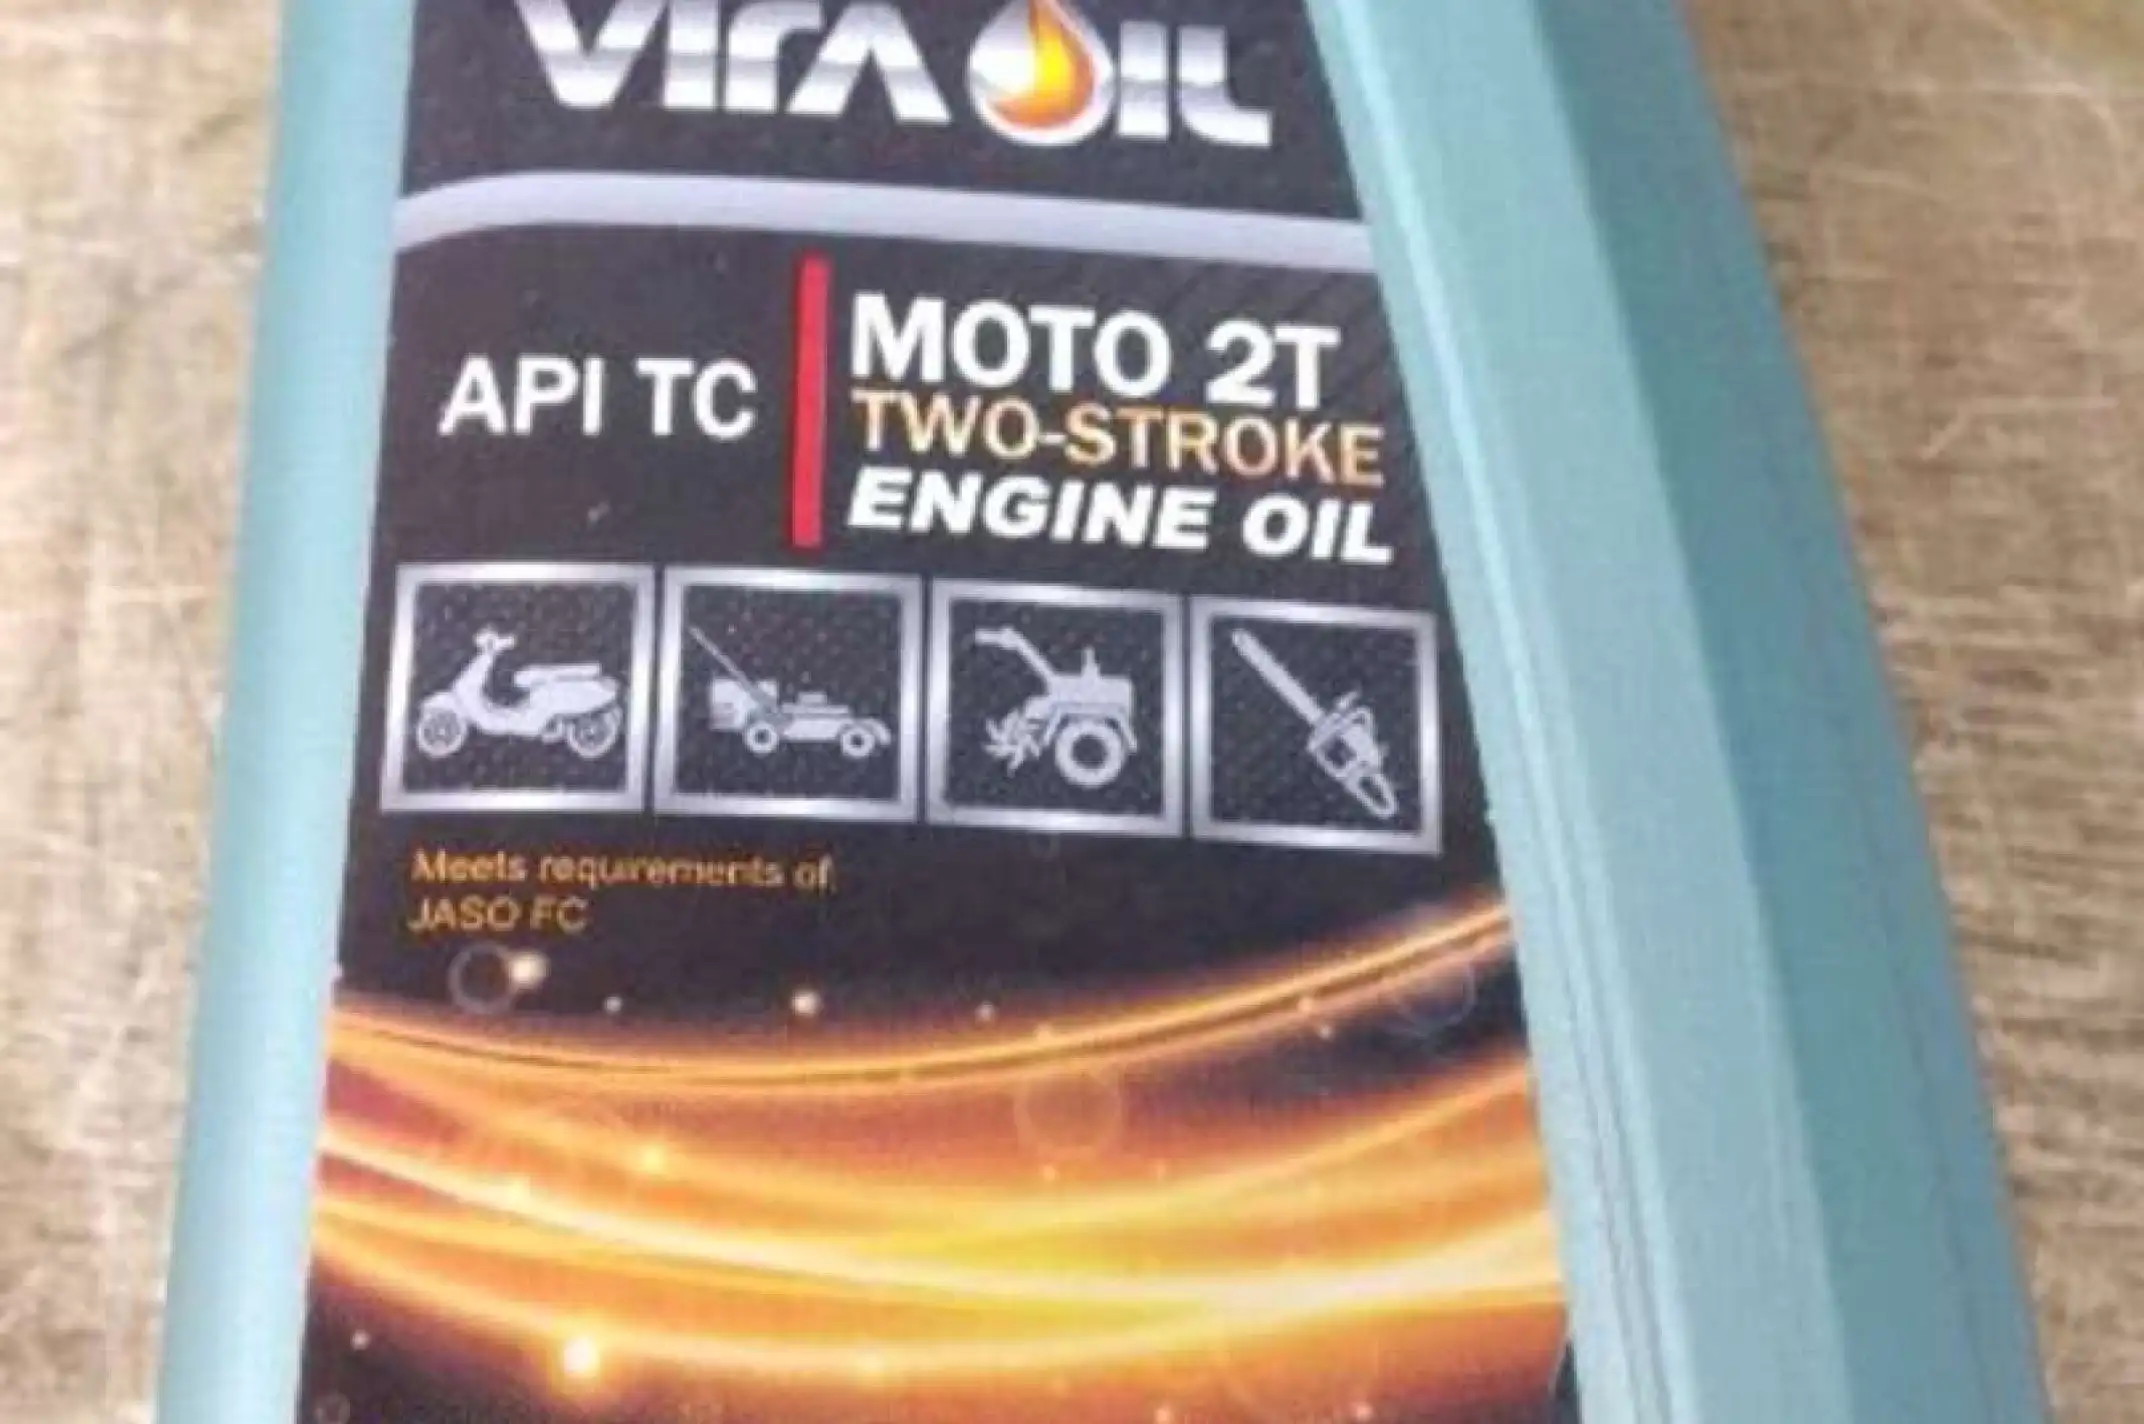 VIRA OIL
API TC
MOTO 2T
TWO-STROKE
ENGINE OIL
Meets requirements of:
JASO FC